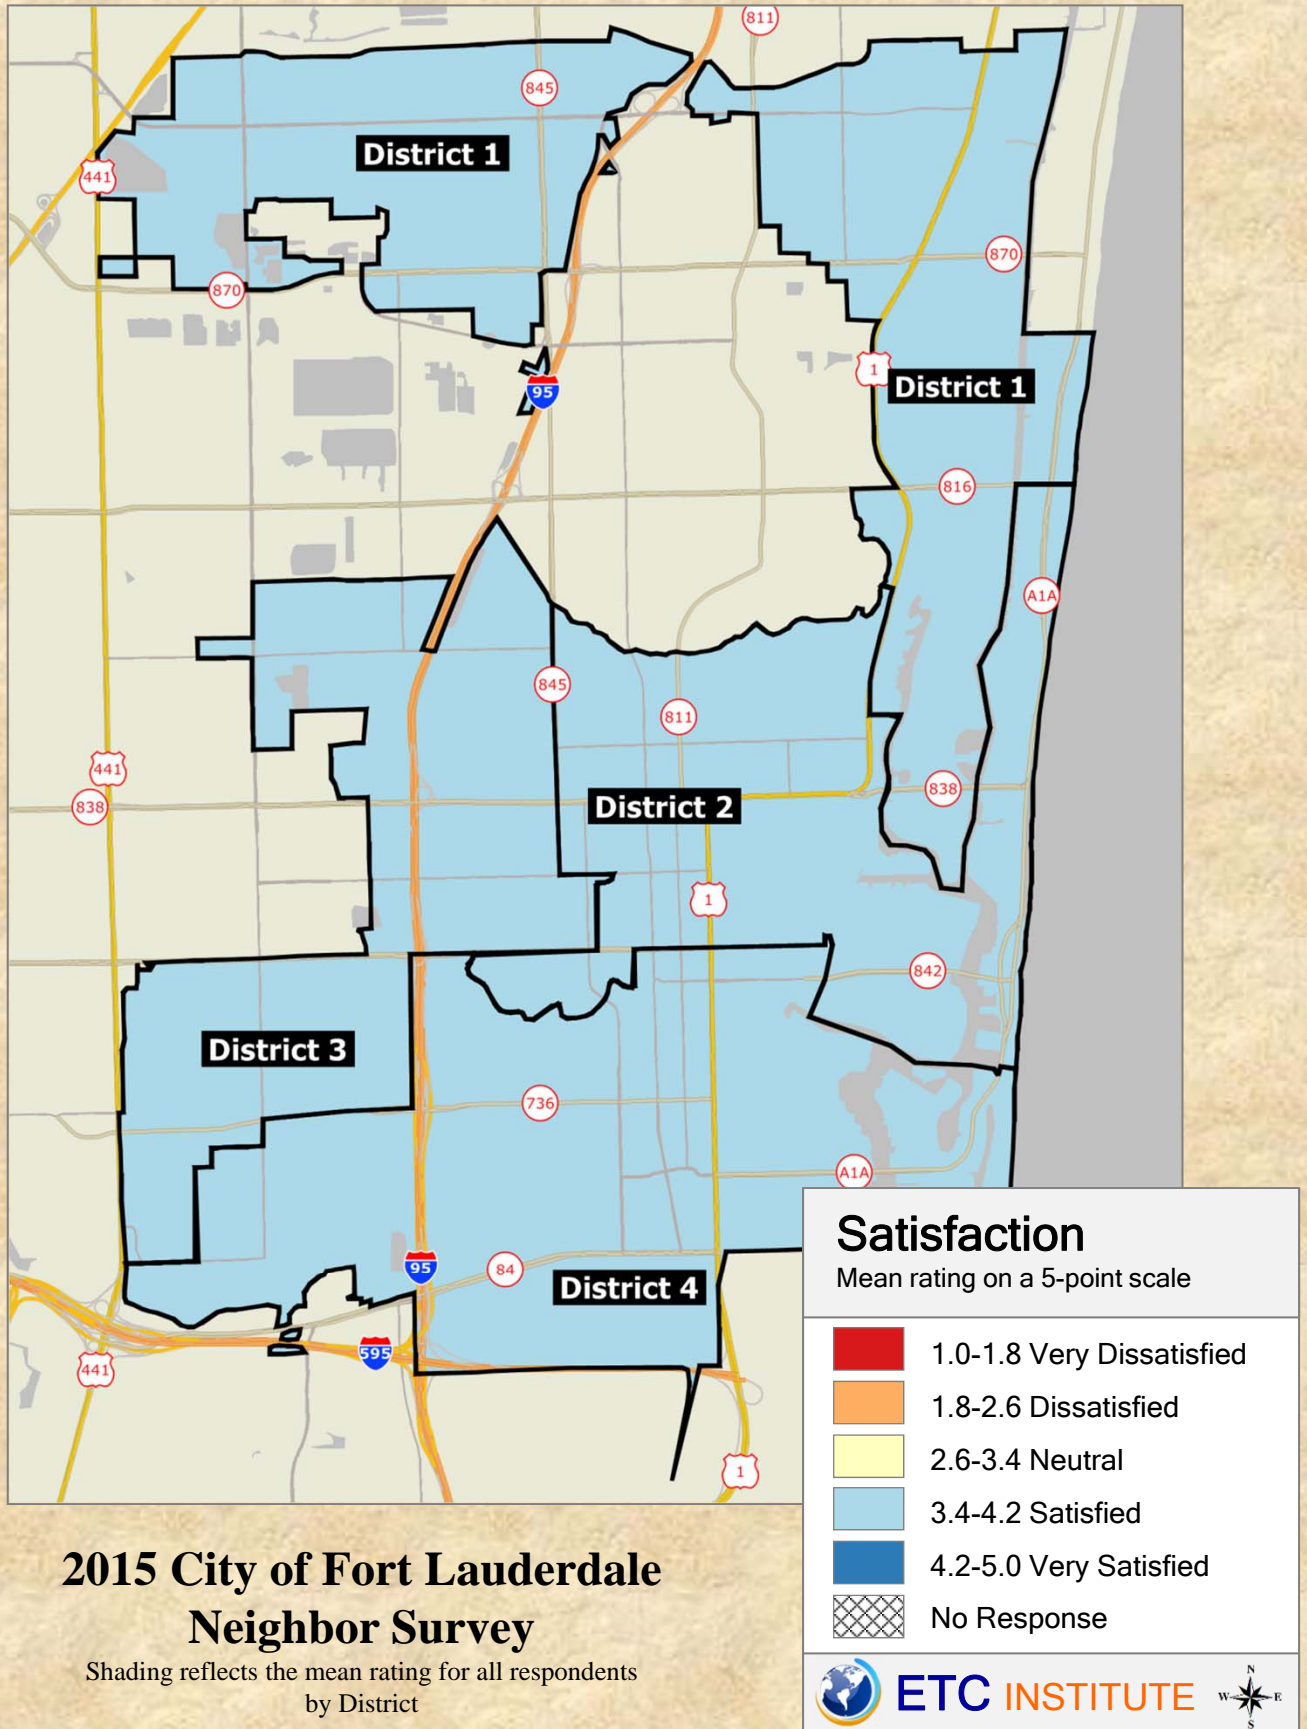 811
845
District 1
441
870
870
1
District 1
95
816
A1A
845
811
441
838
District 2
838
1
842
District 3
736
A1A
95
84
District 4
595
441
1
Satisfaction
Mean rating on a 5-point scale
1.0-1.8 Very Dissatisfied
1.8-2.6 Dissatisfied
2.6-3.4 Neutral
3.4-4.2 Satisfied
4.2-5.0 Very Satisfied
No Response
2015 City of Fort Lauderdale
Neighbor Survey
Shading reflects the mean rating for all respondents
by District
ETC INSTITUTE
N
W E
S